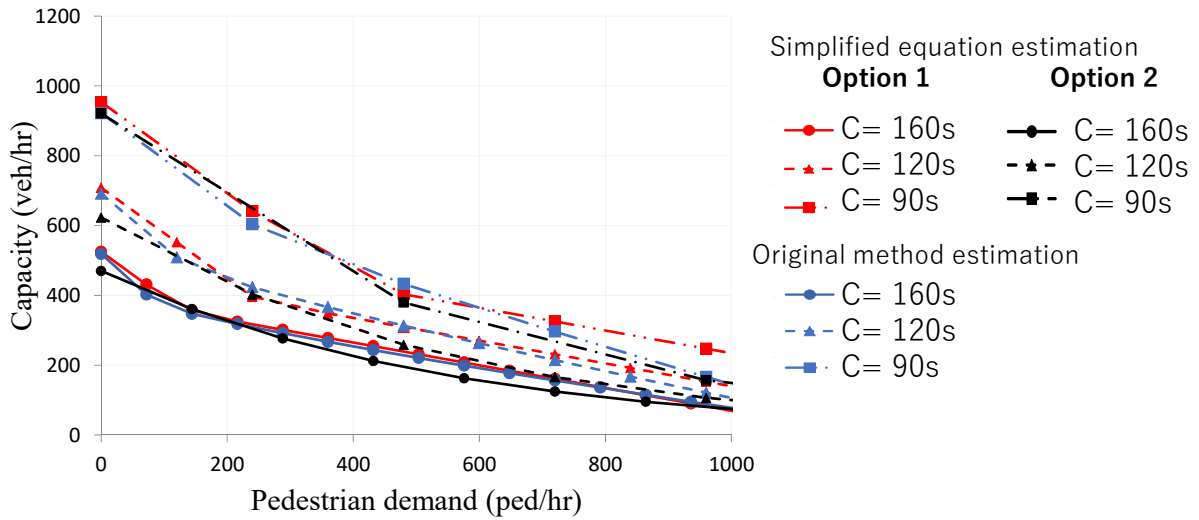 1200
1000
800
600
400
200
0
Capacity (veh/hr)
0 200 400 600 800 1000
Pedestrian demand (ped/hr)
Simplified equation estimation
Option 1 Option 2
C= 160s C= 160s
C= 120s C= 120s
C= 90s C= 90s
Original method estimation
C= 160s
C= 120s
C= 90s